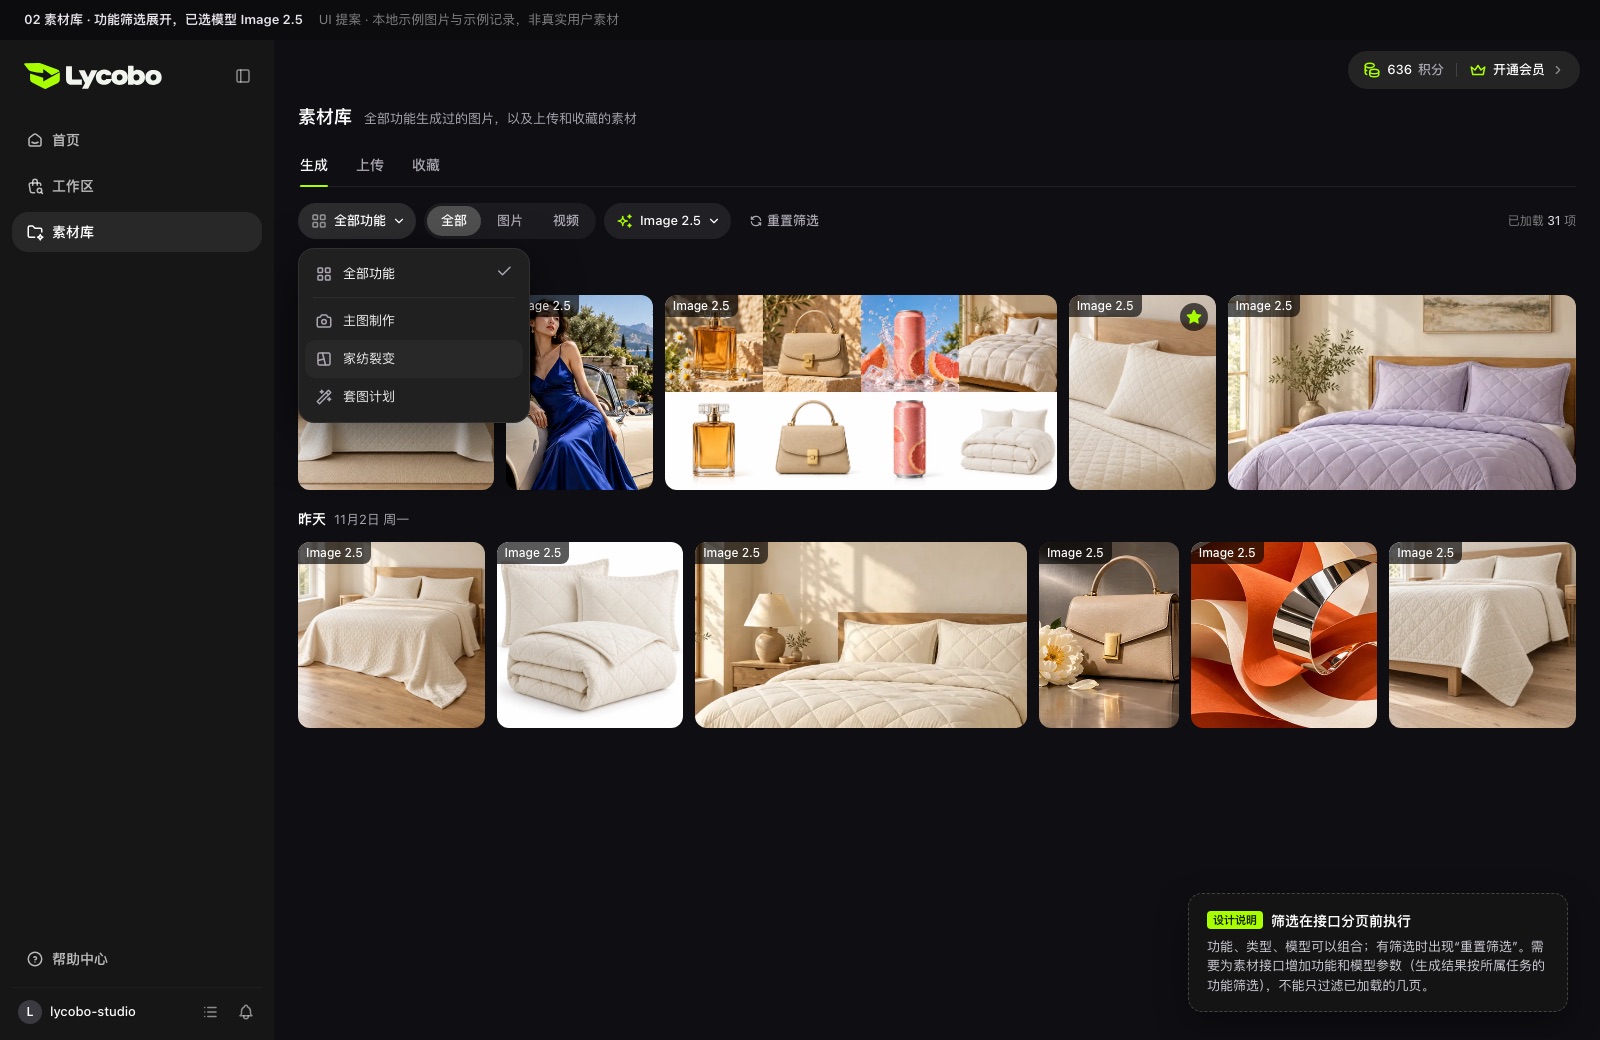 02 素材库 · 功能筛选展开，已选模型 Image 2.5 UI 提案 · 本地示例图片与示例记录，非真实用户素材
Lycobo
636 积分 开通会员
首页
工作区
素材库
素材库 全部功能生成过的图片，以及上传和收藏的素材
生成 上传 收藏
全部功能 全部 图片 视频 Image 2.5 重置筛选 已加载 31 项
全部功能
主图制作
家纺裂变
套图计划
age 2.5 Image 2.5 Image 2.5 Image 2.5
昨天 11月2日 周一
Image 2.5 Image 2.5 Image 2.5 Image 2.5 Image 2.5 Image 2.5
设计说明 筛选在接口分页前执行
功能、类型、模型可以组合；有筛选时出现“重置筛选”。需
要为素材接口增加功能和模型参数（生成结果按所属任务的
功能筛选），不能只过滤已加载的几页。
帮助中心
L lycobo-studio